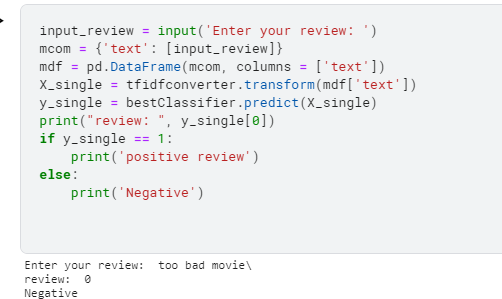 input_review = input('Enter your review: ')
mcom = {'text': [input_review]}
mdf = pd.DataFrame(mcom, columns = ['text'])
X_single = tfidfconverter.transform(mdf['text'])
y_single = bestClassifier.predict(X_single)
print("review: ", y_single[0])
if y_single == 1:
    print('positive review')
else:
    print('Negative')
Enter your review:  too bad movie\
review:  0
Negative